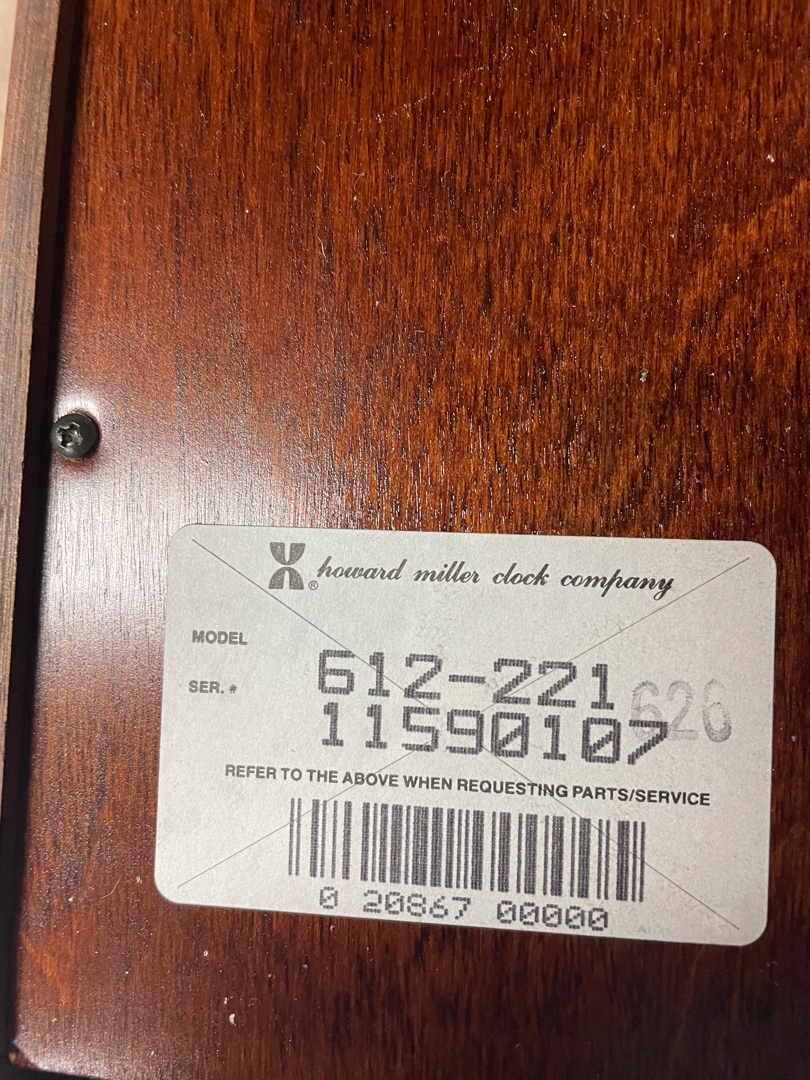 ® howard miller clock company
MODEL 612-221
SER. # 11590107 626
REFER TO THE ABOVE WHEN REQUESTING PARTS/SERVICE
0 20867 00000